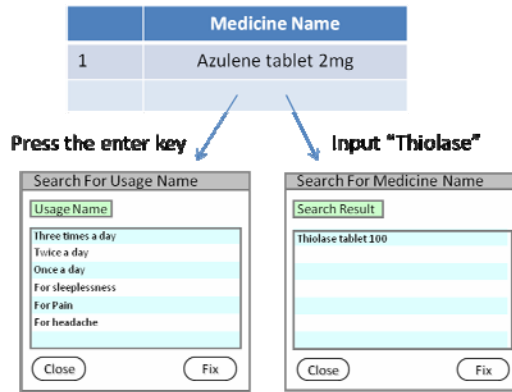 Medicine Name
1 Azulene tablet 2mg
Press the enter key
Input “Thiolase”
Search For Usage Name
Usage Name
Three times a day
Twice a day
Once a day
For sleeplessness
For Pain
For headache
Close Fix
Search For Medicine Name
Search Result
Thiolase tablet 100
Close Fix